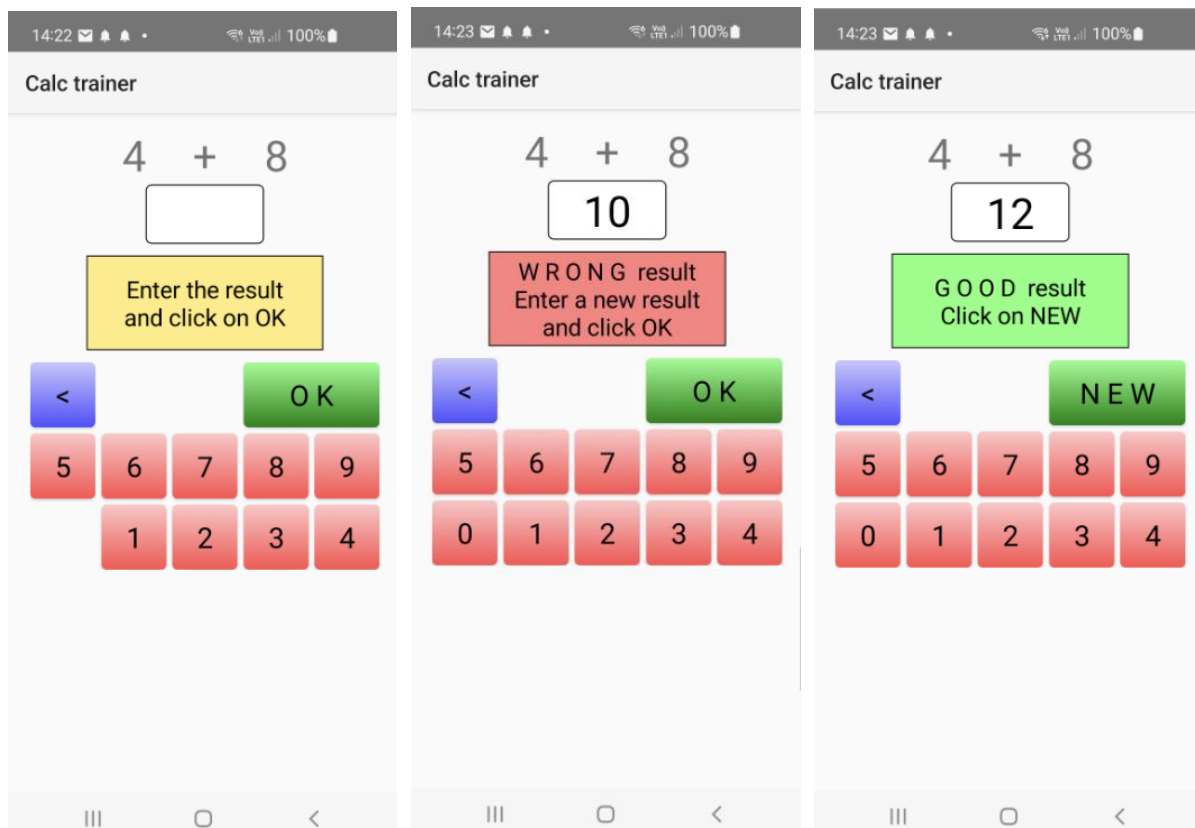 14:22 100%
Calc trainer
4 + 8
Enter the result
and click on OK
< O K
5 6 7 8 9
1 2 3 4
14:23 100%
Calc trainer
4 + 8
10
W R O N G result
Enter a new result
and click OK
< O K
5 6 7 8 9
0 1 2 3 4
14:23 100%
Calc trainer
4 + 8
12
G O O D result
Click on NEW
< N E W
5 6 7 8 9
0 1 2 3 4